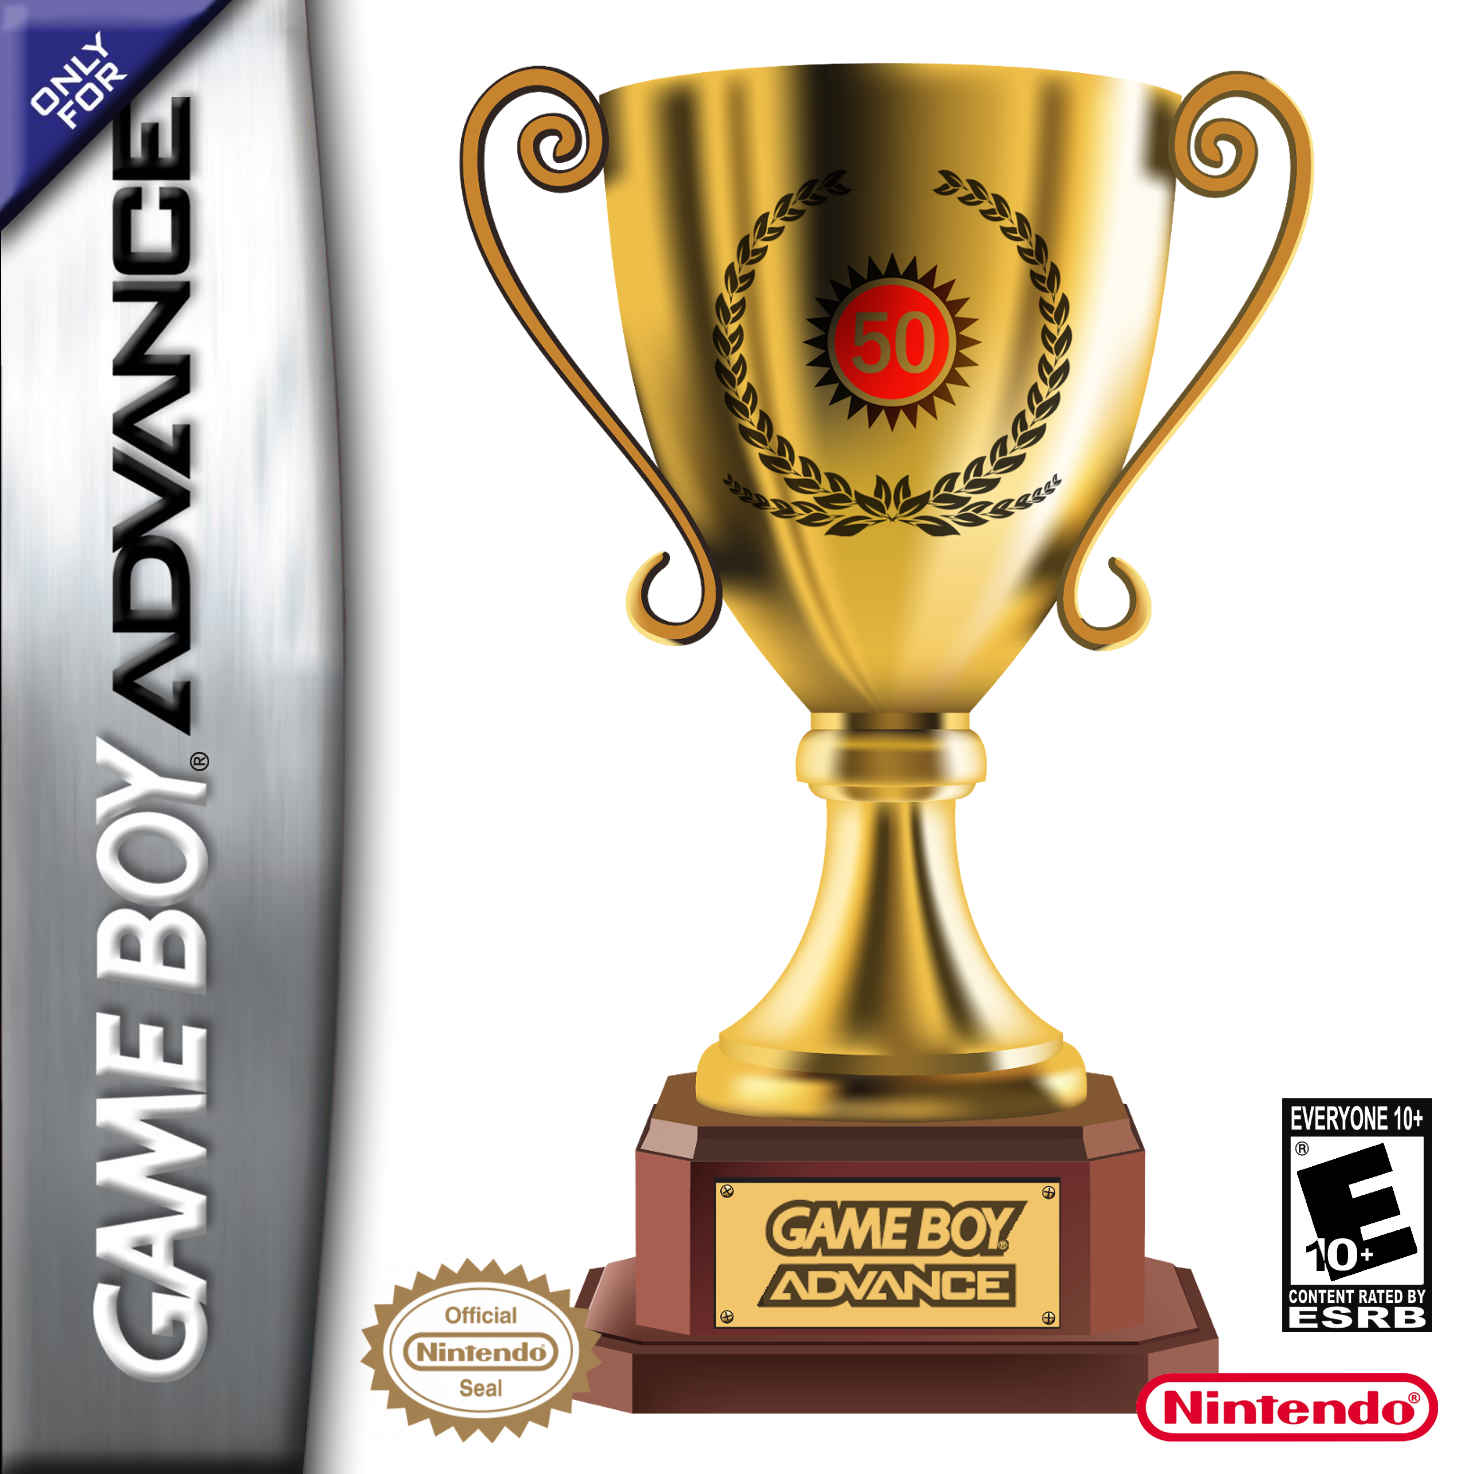 ONLY
FOR
GAME BOY® ADVANCE
50
GAME BOY®
ADVANCE
Official
Nintendo®
Seal
EVERYONE 10+
®
E
10+
CONTENT RATED BY
ESRB
Nintendo®